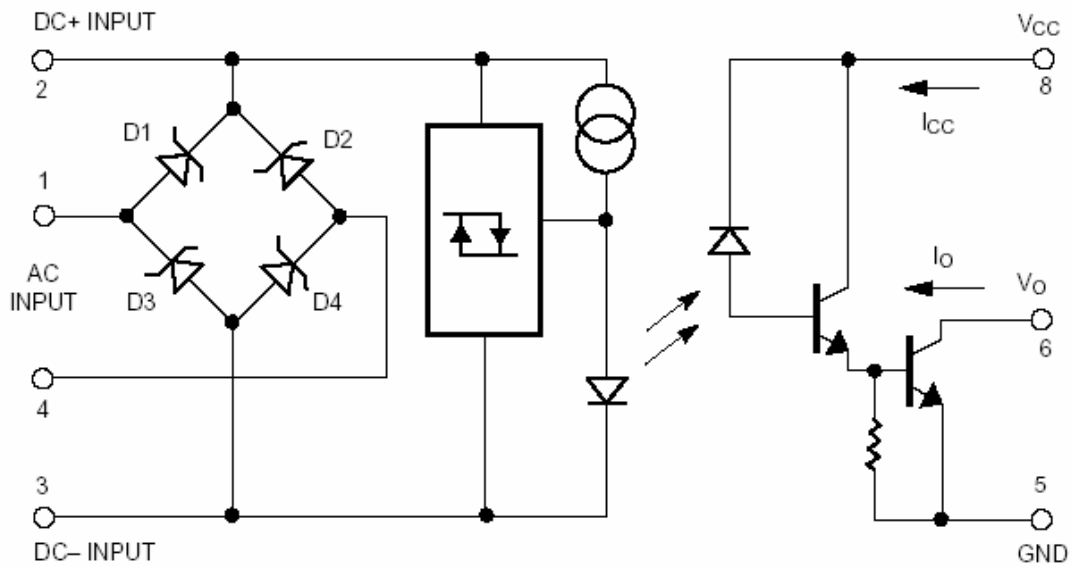 DC+ INPUT
2
VCC
8
ICC
D1
D2
1
AC
INPUT
D3
D4
4
IO
VO
6
3
DC– INPUT
5
GND